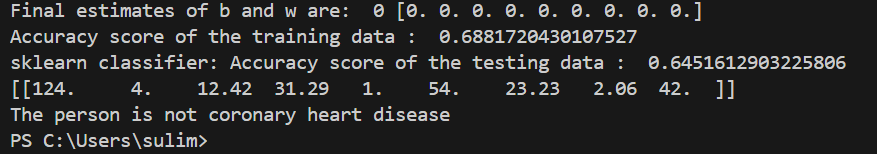 Final estimates of b and w are:  0 [0. 0. 0. 0. 0. 0. 0. 0. 0.]
Accuracy score of the training data :  0.6881720430107527
sklearn classifier: Accuracy score of the testing data :  0.6451612903225806
[[124.     4.    12.42  31.29   1.    54.    23.23   2.06  42.  ]]
The person is not coronary heart disease
PS C:\Users\sulim>